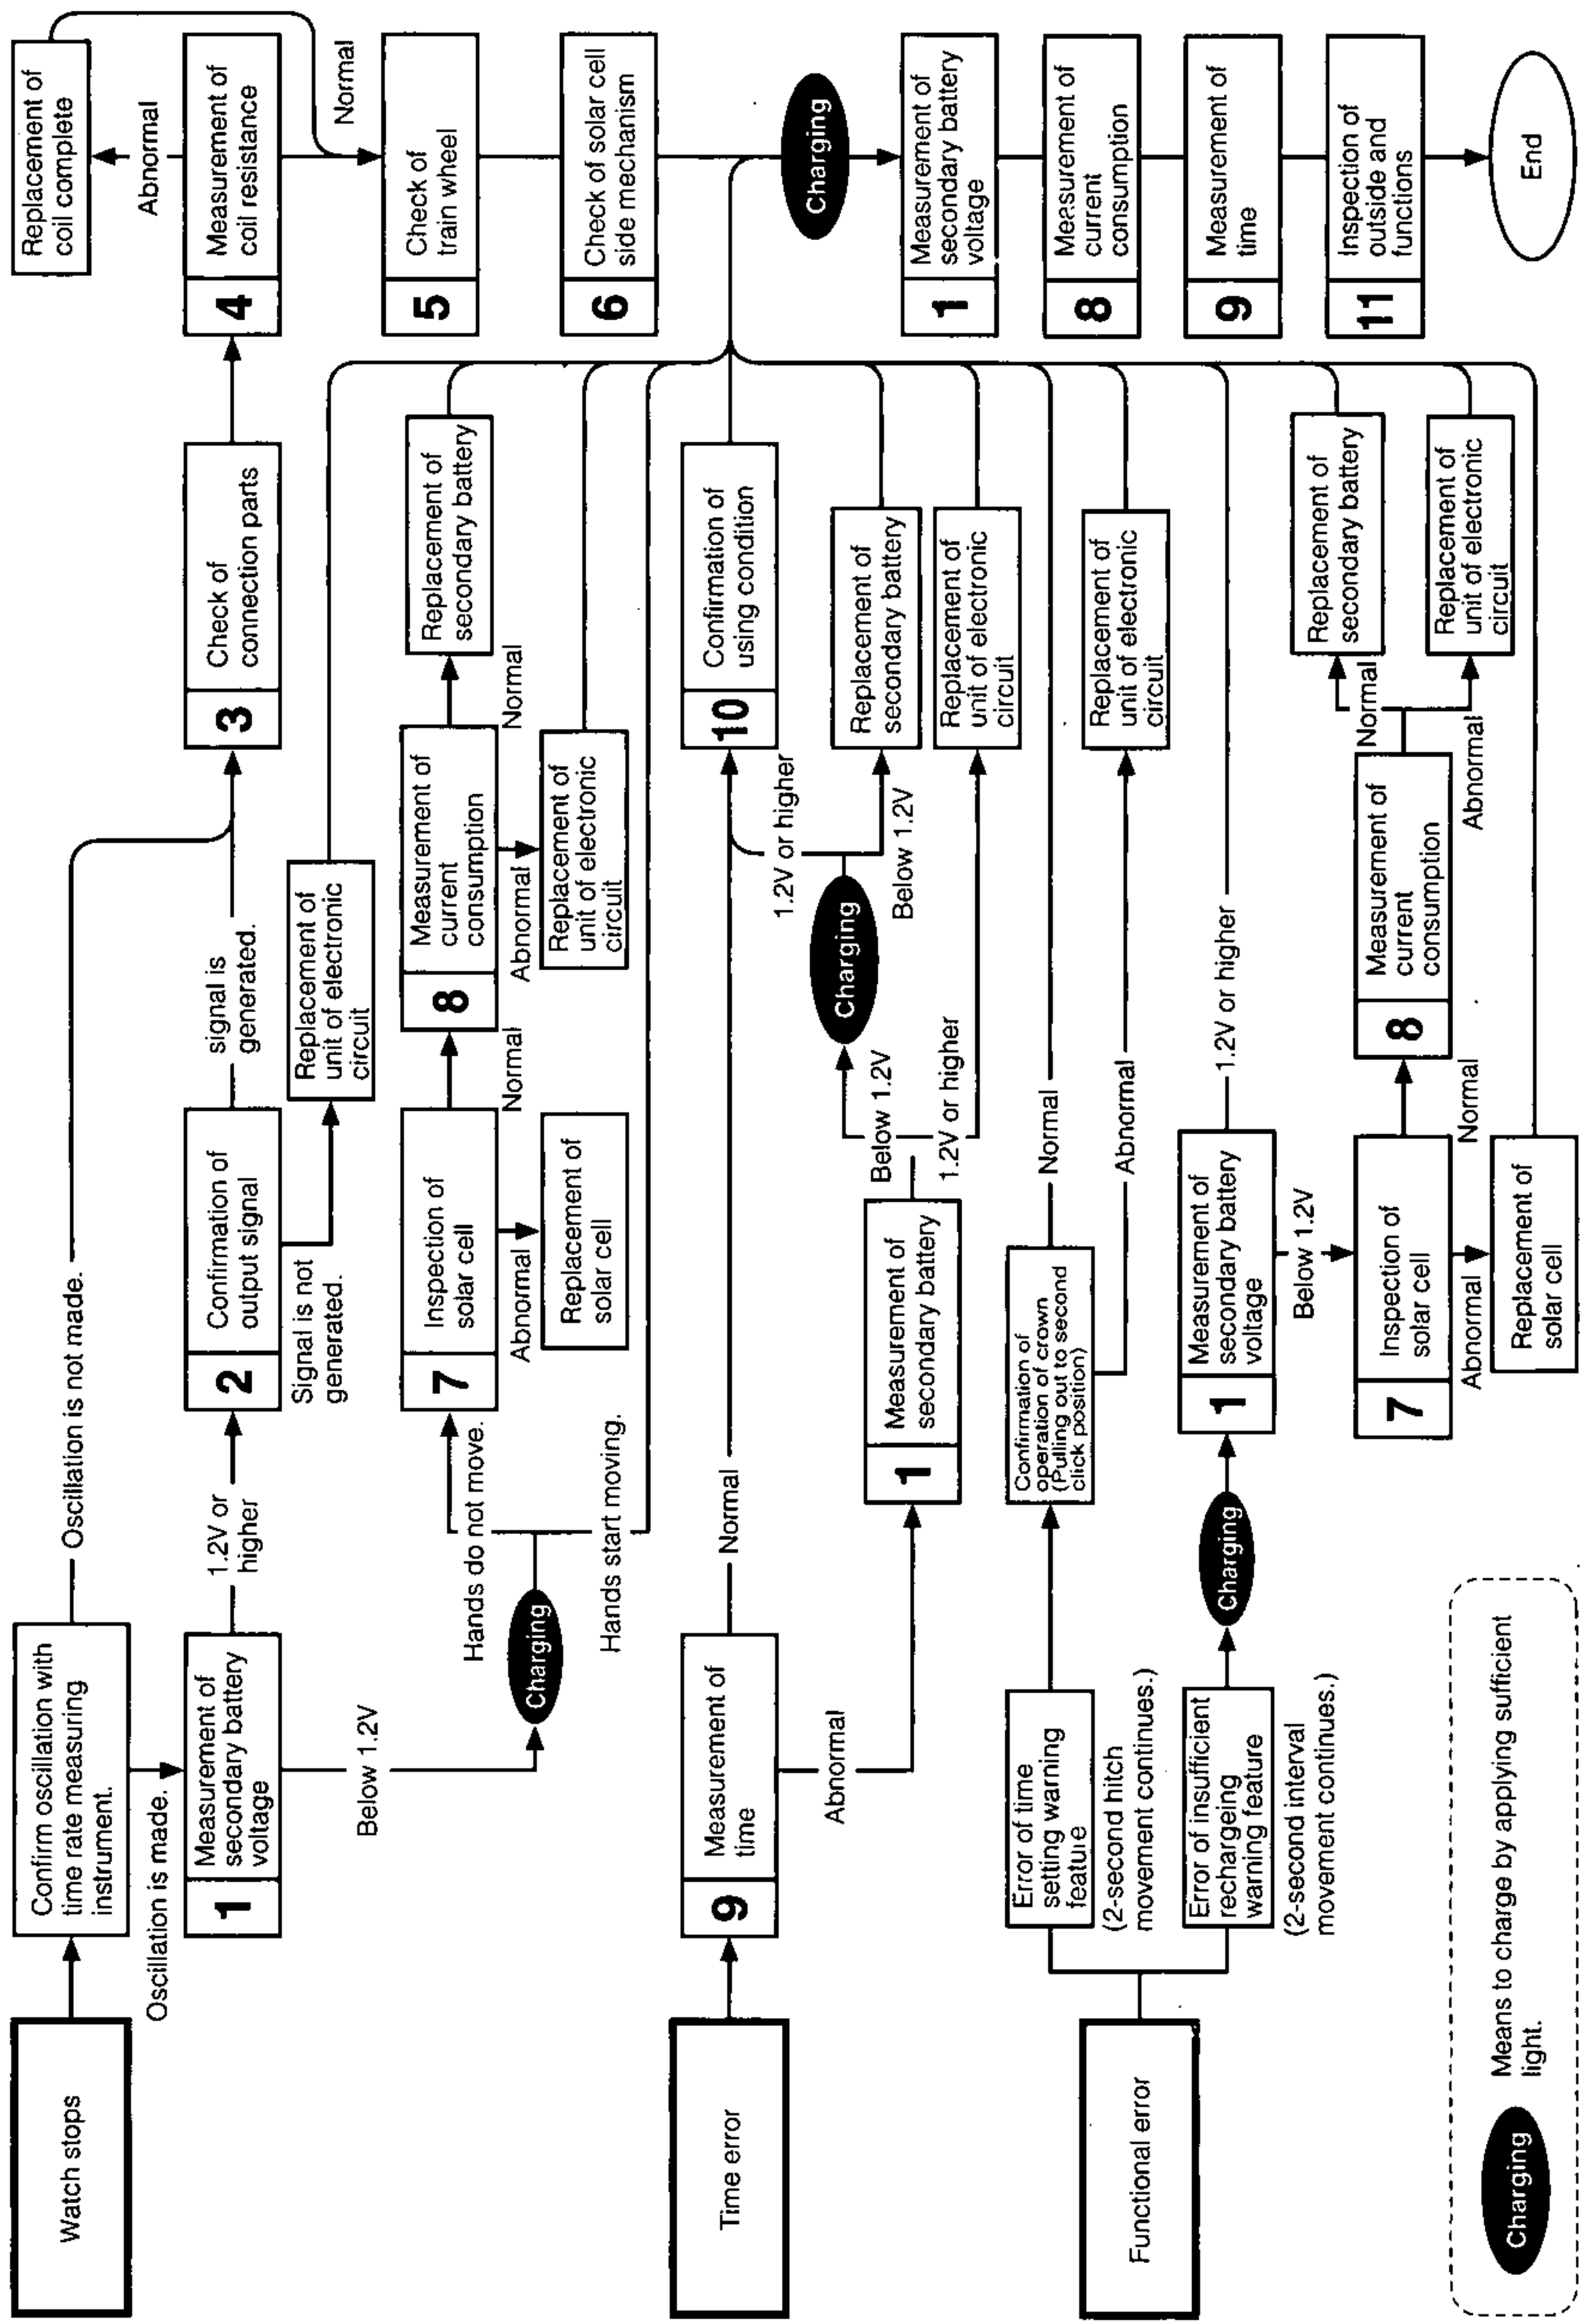 Watch stops
Confirm oscillation with
time rate measuring
instrument.
Oscillation is not made.
Oscillation is made.
1
Measurement of
secondary battery
voltage
1.2V or
higher
Below 1.2V
2
Confirmation of
output signal
signal is
generated.
Signal is not
generated.
Replacement of
unit of electronic
circuit
3
Check of
connection parts
4
Measurement of
coil resistance
Abnormal
Replacement of
coil complete
Normal
5
Check of
train wheel
6
Check of solar cell
side mechanism
Charging
Hands do not move.
Hands start moving.
7
Inspection of
solar cell
Normal
Abnormal
Replacement of
solar cell
8
Measurement of
current
consumption
Normal
Abnormal
Replacement of
secondary battery
Replacement of
unit of electronic
circuit
Time error
9
Measurement of
time
Normal
Abnormal
1
Measurement of
secondary battery
Below 1.2V
1.2V or higher
Charging
1.2V or higher
Below 1.2V
10
Confirmation of
using condition
Replacement of
secondary battery
Replacement of
unit of electronic
circuit
Functional error
Error of time
setting warning
feature
(2-second hitch
movement continues.)
Confirmation of
operation of crown
(Pulling out to second
click position)
Normal
Abnormal
Replacement of
unit of electronic
circuit
Error of insufficient
rechargeing
warning feature
(2-second interval
movement continues.)
Charging
1
Measurement of
secondary battery
voltage
1.2V or higher
Below 1.2V
7
Inspection of
solar cell
Normal
Abnormal
Replacement of
solar cell
8
Measurement of
current
consumption
Normal
Abnormal
Replacement of
secondary battery
Replacement of
unit of electronic
circuit
Charging
1
Measurement of
secondary battery
voltage
8
Measurement of
current
consumption
9
Measurement of
time
11
Inspection of
outside and
functions
End
Charging
Means to charge by applying sufficient
light.